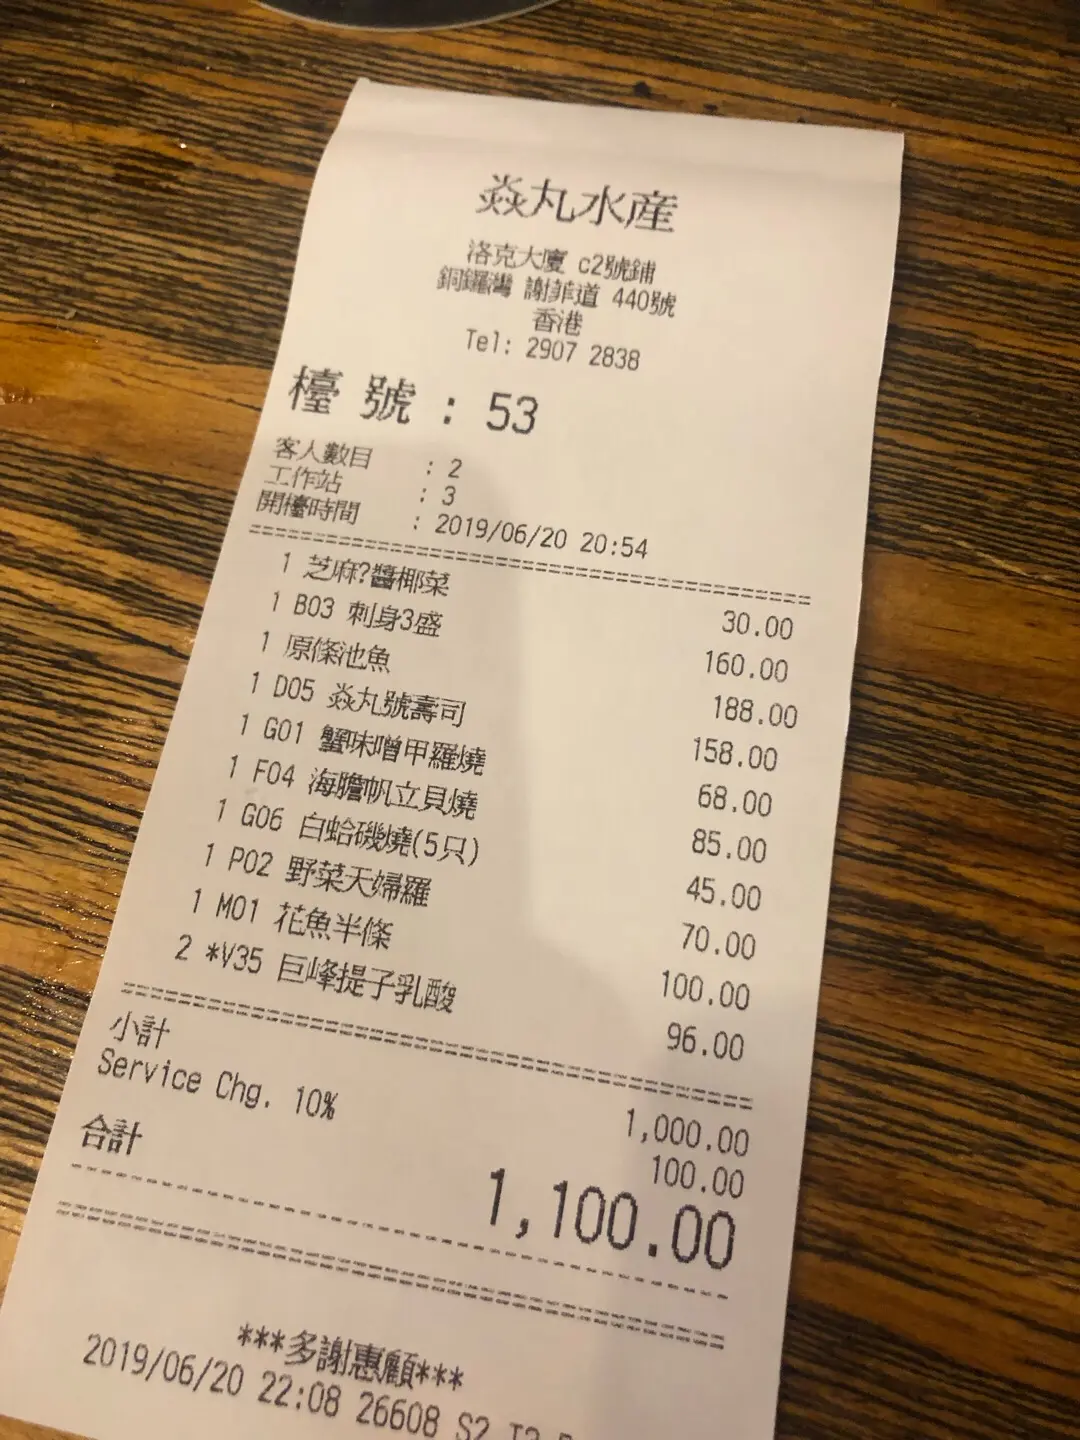 焱丸水産
洛克大廈 c2號鋪
銅鑼灣 謝菲道 440號
香港
Tel: 2907 2838
檯 號 : 53
客人數目 : 2
工作站 : 3
開檯時間 : 2019/06/20 20:54
1 芝麻?醬椰菜 30.00
1 B03 刺身3盛 160.00
1 原條池魚 188.00
1 D05 焱丸號壽司 158.00
1 G01 蟹味噌甲羅燒 68.00
1 F04 海膽帆立貝燒 85.00
1 G06 白蛤磯燒(5只) 45.00
1 P02 野菜天婦羅 70.00
1 M01 花魚半條 100.00
2 *V35 巨峰提子乳酸 96.00
小計 1,000.00
Service Chg. 10% 100.00
合計 1,100.00
***多謝惠顧***
2019/06/20 22:08 26608 S2